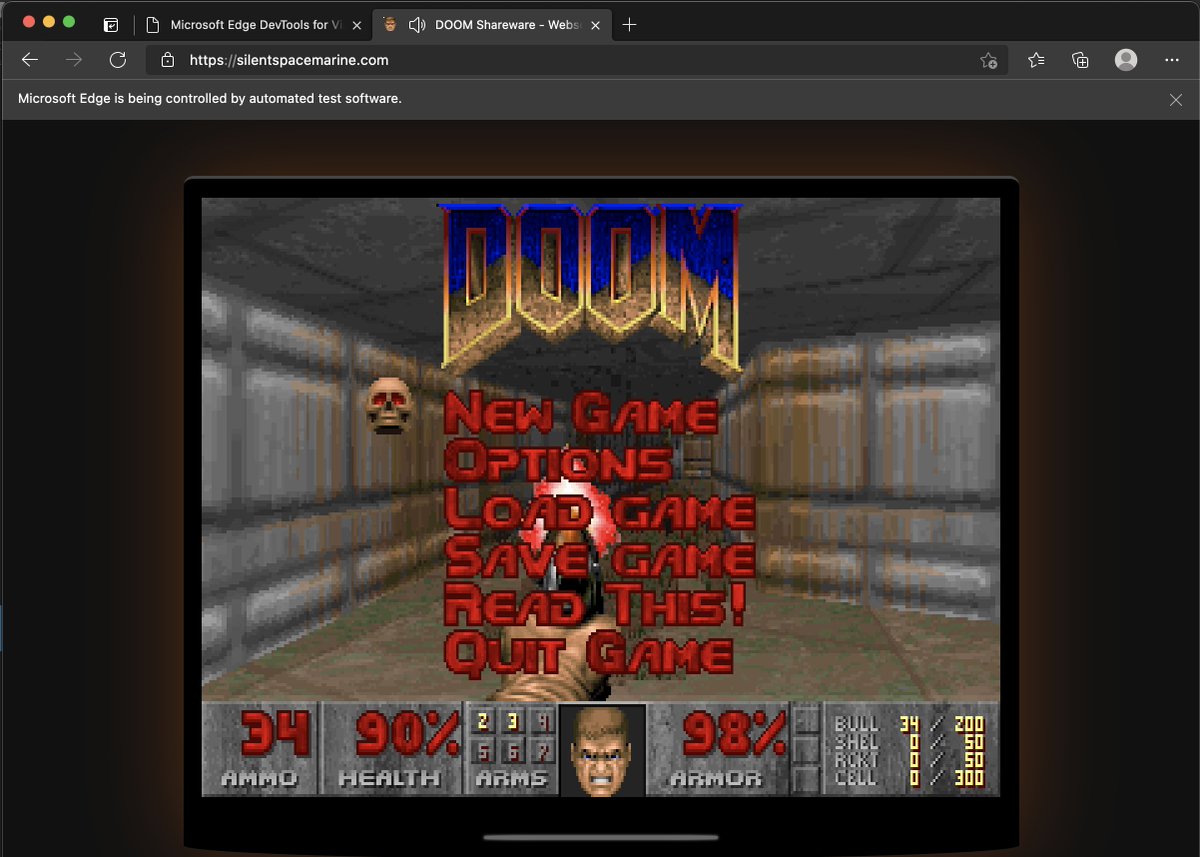 Microsoft Edge DevTools for Vi
DOOM Shareware - Webs
https://silentspacemarine.com
Microsoft Edge is being controlled by automated test software.
DOOM
New Game
Options
Load Game
Save Game
Read This!
Quit Game
34 90% 2 3 4 98% BULL 34 / 200
SHEL 0 / 50
5 6 7 RCKT 0 / 50
AMMO HEALTH ARMS ARMOR CELL 0 / 300